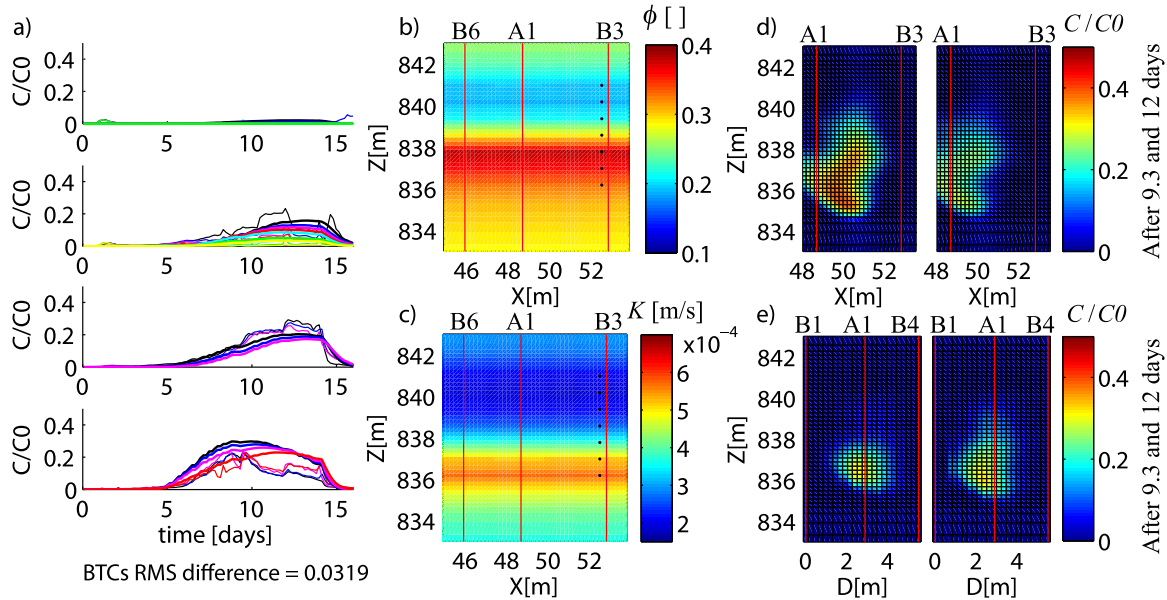 a)
C/C0
0.4
0.2
0
0 5 10 15
C/C0
0.4
0.2
0
0 5 10 15
C/C0
0.4
0.2
0
0 5 10 15
C/C0
0.4
0.2
0
0 5 10 15
time [days]
BTCs RMS difference = 0.0319
b)
ϕ [ ]
B6 A1 B3
Z[m]
842
840
838
836
834
46 48 50 52
X[m]
0.4
0.3
0.2
0.1
c)
K [m/s]
B6 A1 B3
x10⁻⁴
Z[m]
842
840
838
836
834
46 48 50 52
X[m]
6
5
4
3
2
d)
C/C0
A1 B3 A1 B3
Z[m]
842
840
838
836
834
48 50 52 48 50 52
X[m] X[m]
0.4
0.2
0
After 9.3 and 12 days
e)
C/C0
B1 A1 B4 B1 A1 B4
Z[m]
842
840
838
836
834
0 2 4 0 2 4
D[m] D[m]
0.4
0.2
0
After 9.3 and 12 days